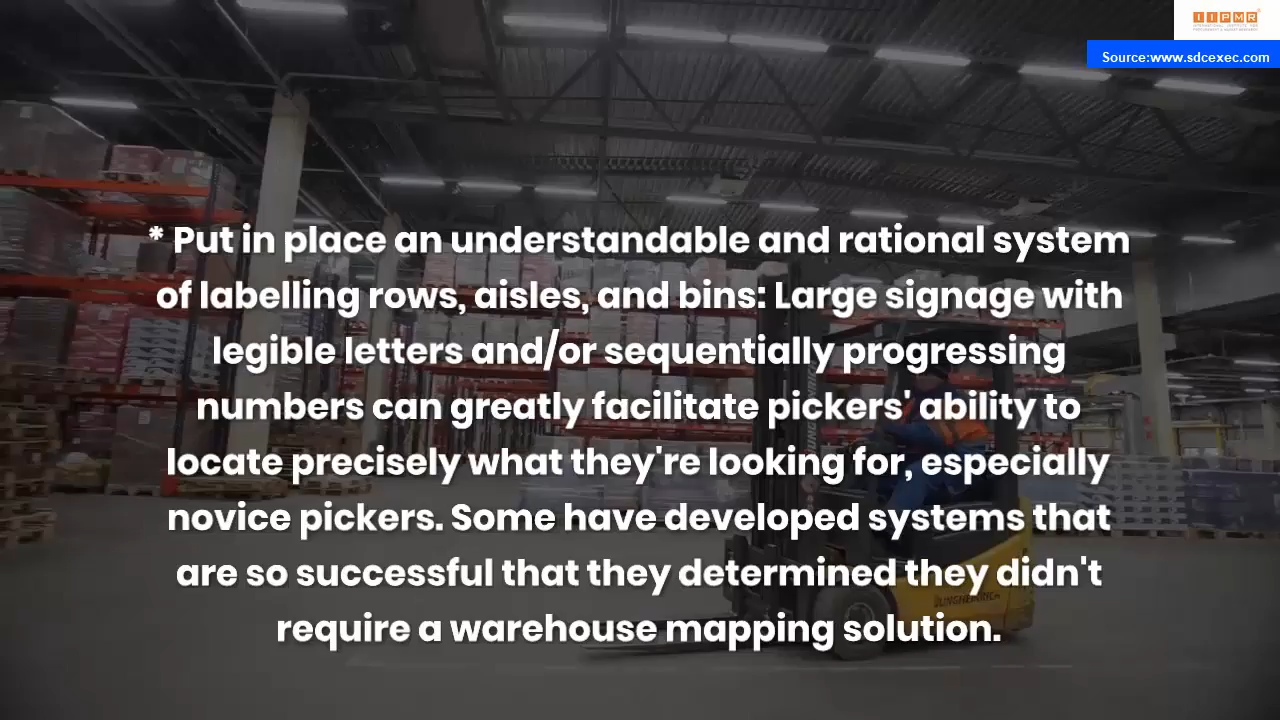 IIPMR
Source:www.sdcexec.com
* Put in place an understandable and rational system
of labelling rows, aisles, and bins: Large signage with
legible letters and/or sequentially progressing
numbers can greatly facilitate pickers' ability to
locate precisely what they're looking for, especially
novice pickers. Some have developed systems that
are so successful that they determined they didn't
require a warehouse mapping solution.
JUNGHEINRICH